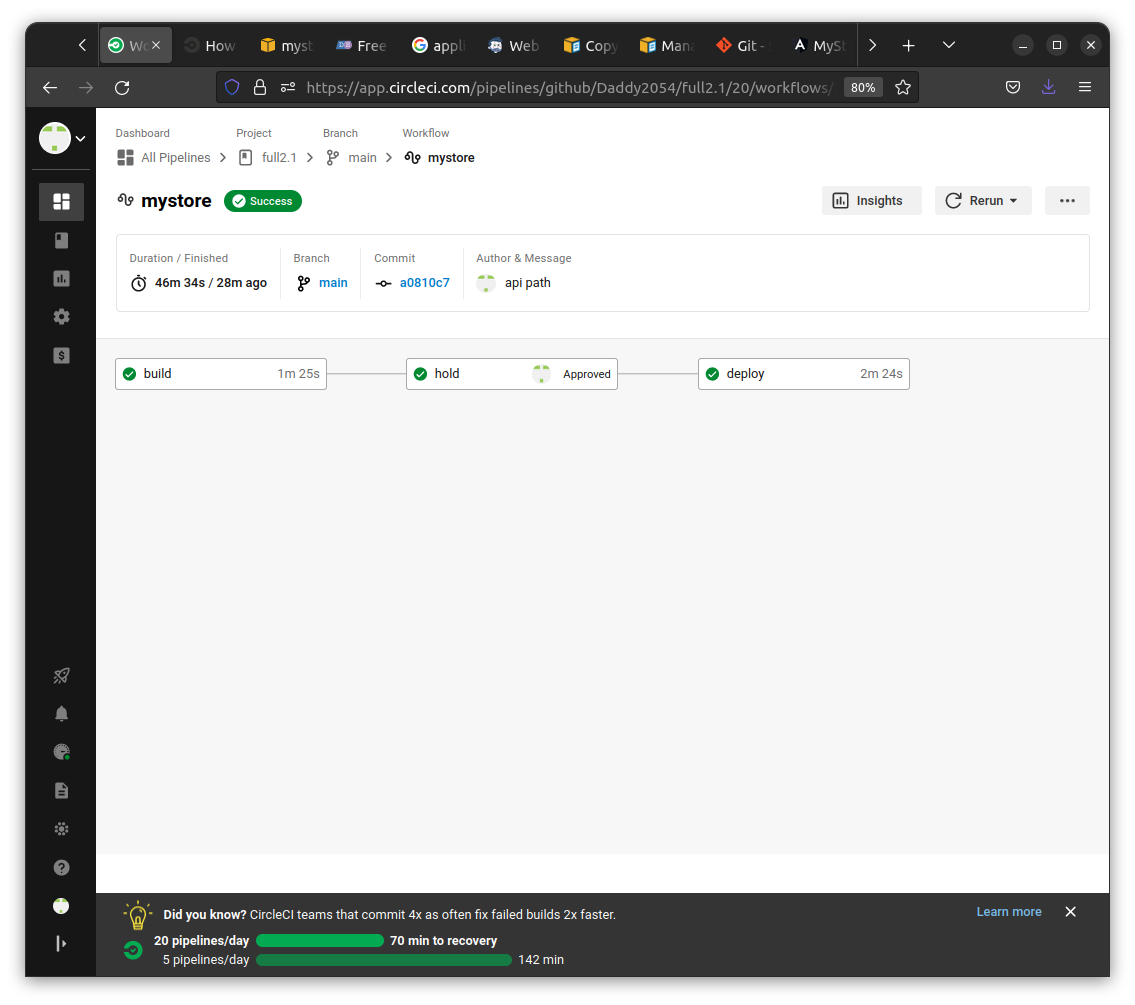 Wo
How
myst
Free
appli
Web
Copy
Mana
Git -
MySt
https://app.circleci.com/pipelines/github/Daddy2054/full2.1/20/workflows/
80%
Dashboard
Project
Branch
Workflow
All Pipelines
full2.1
main
mystore
mystore
Success
Insights
Rerun
Duration / Finished
Branch
Commit
Author & Message
46m 34s / 28m ago
main
a0810c7
api path
build
1m 25s
hold
Approved
deploy
2m 24s
Did you know? CircleCI teams that commit 4x as often fix failed builds 2x faster.
Learn more
20 pipelines/day
70 min to recovery
5 pipelines/day
142 min